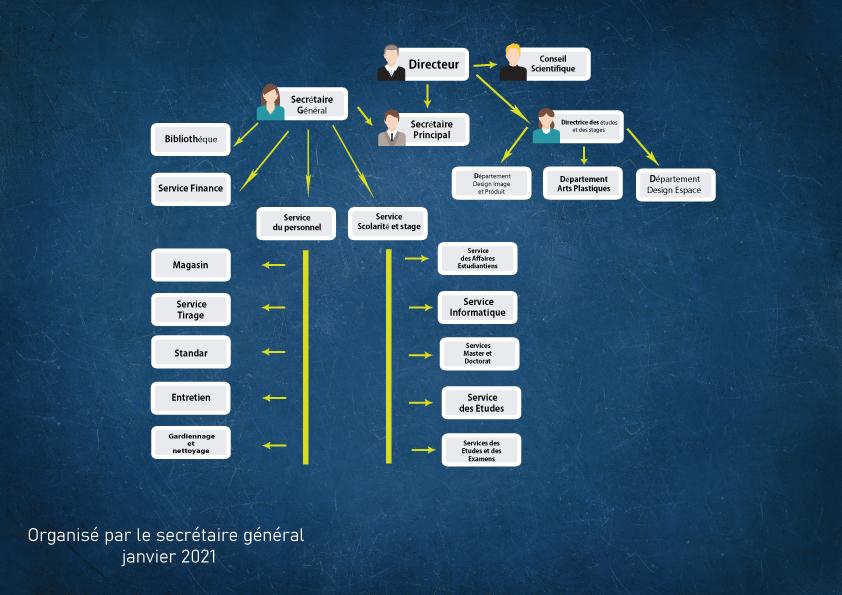 Directeur
Conseil
Scientifique
Secrétaire
Général
Secrétaire
Principal
Directrice des études
et des stages
Bibliothéque
Service Finance
Département
Design Image
et Produit
Département
Arts Plastiques
Département
Design Espace
Service
du personnel
Service
Scolarité et stage
Magasin
Service
Tirage
Standar
Entretien
Gardiennage
et
nettoyage
Service
des Affaires
Estudiantiens
Service
Informatique
Services
Master et
Doctorat
Service
des Etudes
Services des
Etudes et des
Examens
Organisé par le secrétaire général
janvier 2021